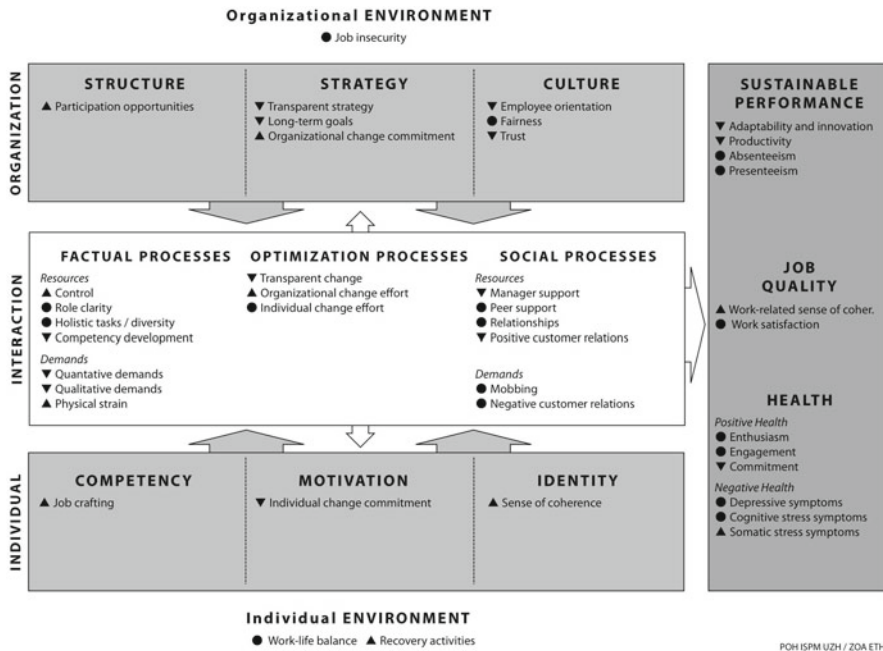 Organizational ENVIRONMENT
● Job insecurity
ORGANIZATION
STRUCTURE
▲ Participation opportunities
STRATEGY
▼ Transparent strategy
▼ Long-term goals
▲ Organizational change commitment
CULTURE
▼ Employee orientation
● Fairness
▼ Trust
INTERACTION
FACTUAL PROCESSES
Resources
▲ Control
● Role clarity
● Holistic tasks / diversity
▼ Competency development
Demands
▼ Quantative demands
▼ Qualitative demands
▲ Physical strain
OPTIMIZATION PROCESSES
▼ Transparent change
▲ Organizational change effort
● Individual change effort
SOCIAL PROCESSES
Resources
▼ Manager support
● Peer support
● Relationships
▼ Positive customer relations
Demands
● Mobbing
● Negative customer relations
INDIVIDUAL
COMPETENCY
▲ Job crafting
MOTIVATION
▼ Individual change commitment
IDENTITY
▲ Sense of coherence
Individual ENVIRONMENT
● Work-life balance ▲ Recovery activities
SUSTAINABLE
PERFORMANCE
▼ Adaptability and innovation
▼ Productivity
● Absenteeism
● Presenteeism
JOB
QUALITY
▲ Work-related sense of coher.
● Work satisfaction
HEALTH
Positive Health
● Enthusiasm
● Engagement
▼ Commitment
Negative Health
● Depressive symptoms
● Cognitive stress symptoms
▲ Somatic stress symptoms
POH ISPM UZH / ZOA ETH